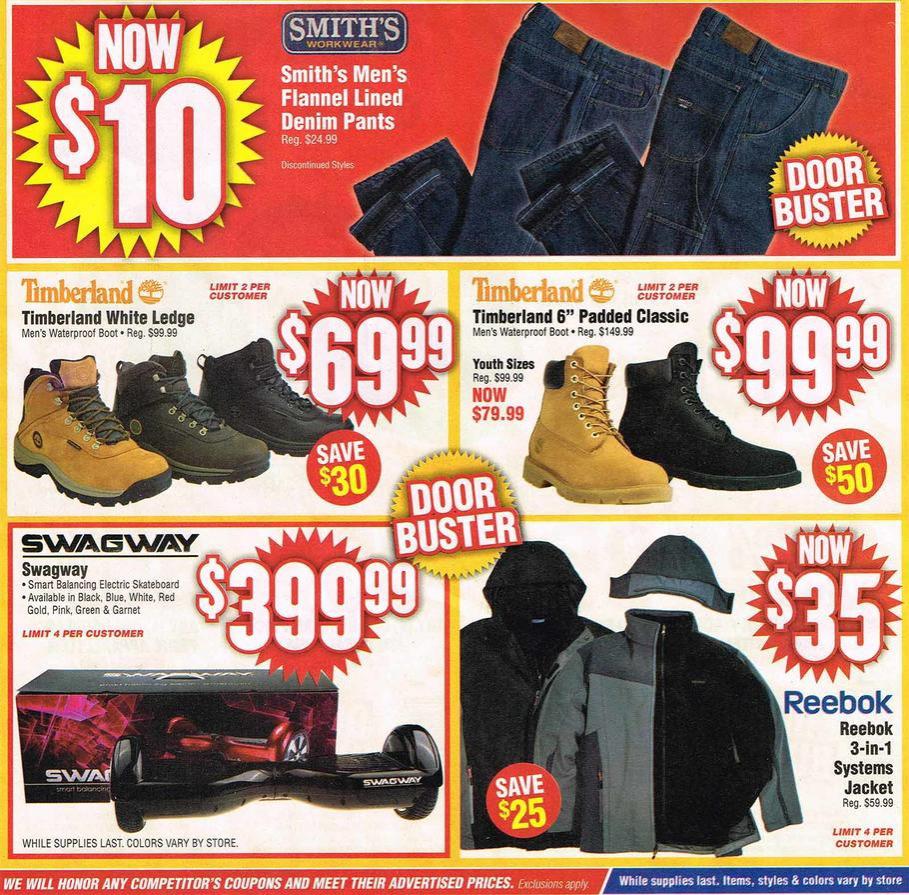 NOW
$10
SMITH'S
WORKWEAR®
Smith's Men's
Flannel Lined
Denim Pants
Reg. $24.99
Discontinued Styles
DOOR
BUSTER
Timberland
LIMIT 2 PER
CUSTOMER
Timberland White Ledge
Men's Waterproof Boot • Reg. $99.99
NOW
$69.99
SAVE
$30
Timberland
LIMIT 2 PER
CUSTOMER
Timberland 6” Padded Classic
Men's Waterproof Boot • Reg. $149.99
Youth Sizes
Reg. $99.99
NOW
$79.99
NOW
$99.99
SAVE
$50
DOOR
BUSTER
SWAGWAY
Swagway
• Smart Balancing Electric Skateboard
• Available in Black, Blue, White, Red
Gold, Pink, Green & Garnet
LIMIT 4 PER CUSTOMER
$399.99
SWAGWAY
SWAG
smart balancing
SWAGWAY
WHILE SUPPLIES LAST. COLORS VARY BY STORE.
NOW
$35
Reebok
Reebok
3-in-1
Systems
Jacket
Reg. $59.99
SAVE
$25
LIMIT 4 PER
CUSTOMER
WE WILL HONOR ANY COMPETITOR'S COUPONS AND MEET THEIR ADVERTISED PRICES. Exclusions apply.
While supplies last. Items, styles & colors vary by store